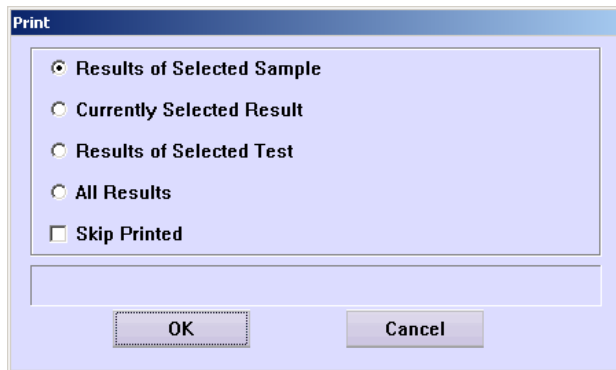 Print
Results of Selected Sample
Currently Selected Result
Results of Selected Test
All Results
Skip Printed
OK
Cancel